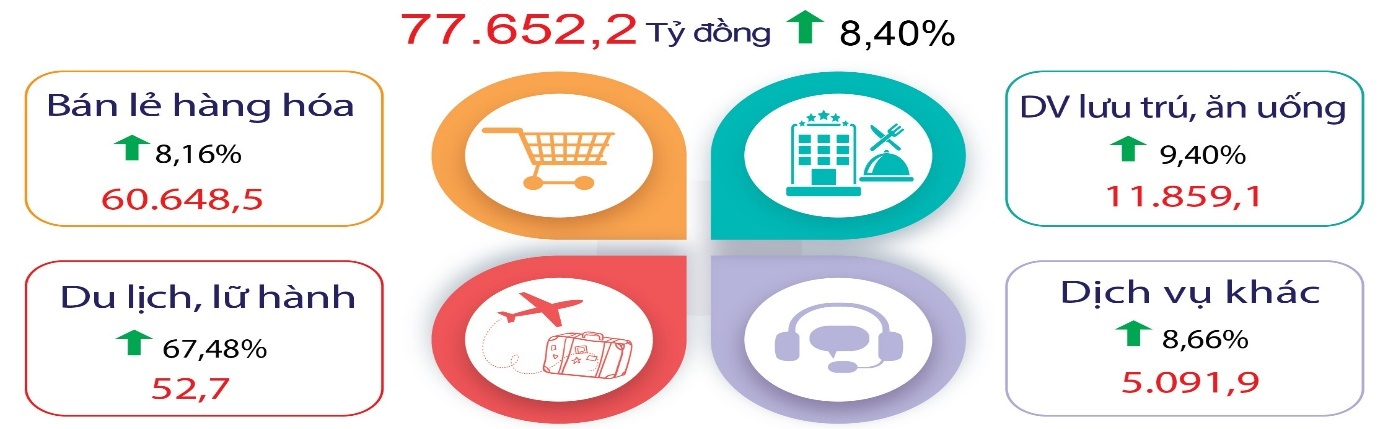 77.652,2 Tỷ đồng 8,40%
Bán lẻ hàng hóa
8,16%
60.648,5
DV lưu trú, ăn uống
9,40%
11.859,1
Du lịch, lữ hành
67,48%
52,7
Dịch vụ khác
8,66%
5.091,9